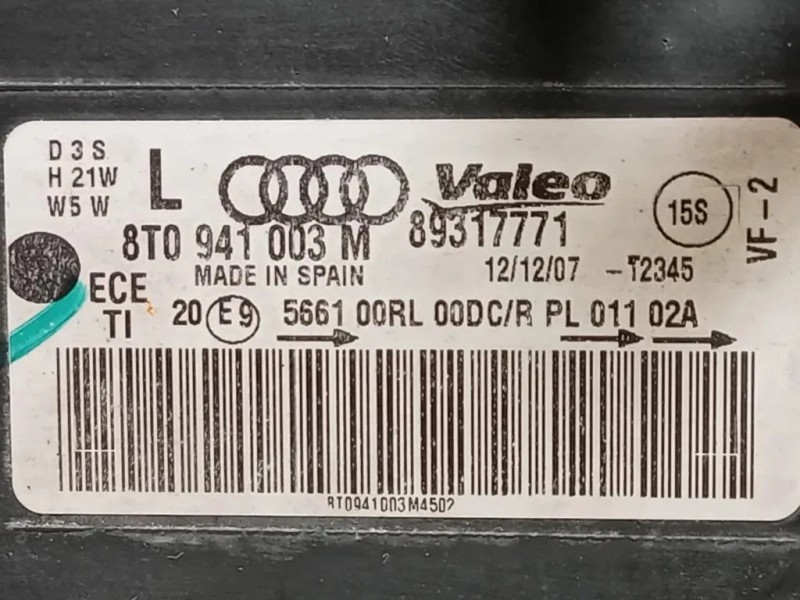 D3S
H 21W
W5W
L
Valeo
15S
VF-2
8T0 941 003 M
89317771
MADE IN SPAIN
12/12/07 -T2345
ECE
TI
20 E9 5661 00RL 00DC/R PL 011 02A
8T0941003M4502